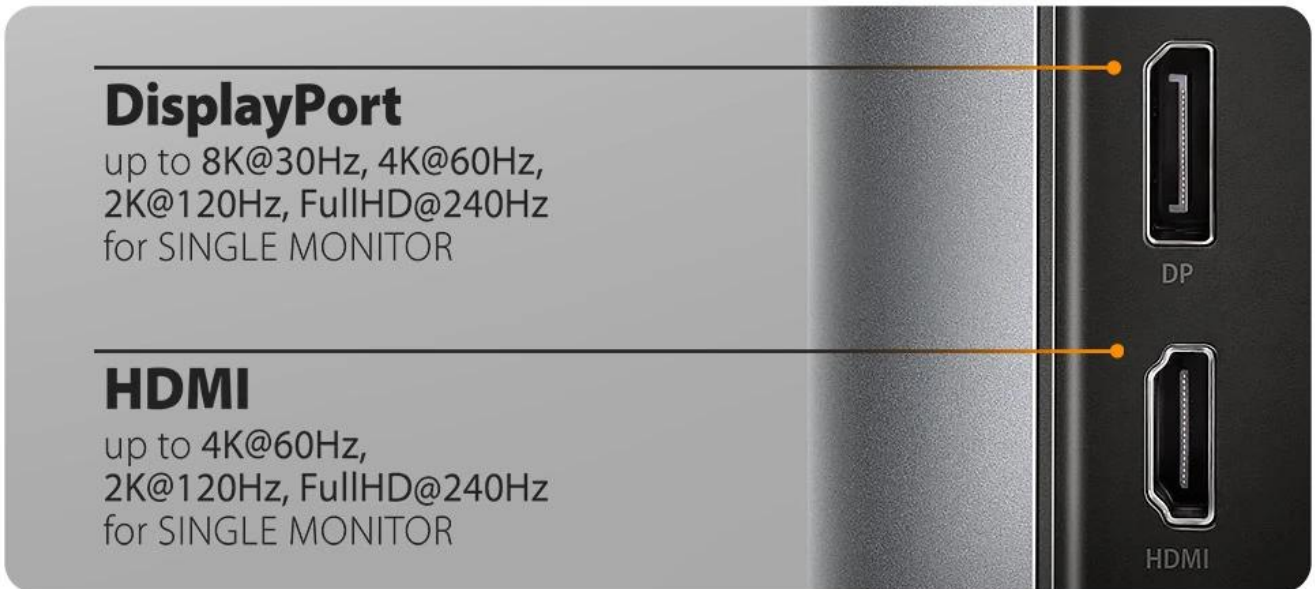 DisplayPort
up to 8K@30Hz, 4K@60Hz,
2K@120Hz, FullHD@240Hz
for SINGLE MONITOR
DP
HDMI
up to 4K@60Hz,
2K@120Hz, FullHD@240Hz
for SINGLE MONITOR
HDMI